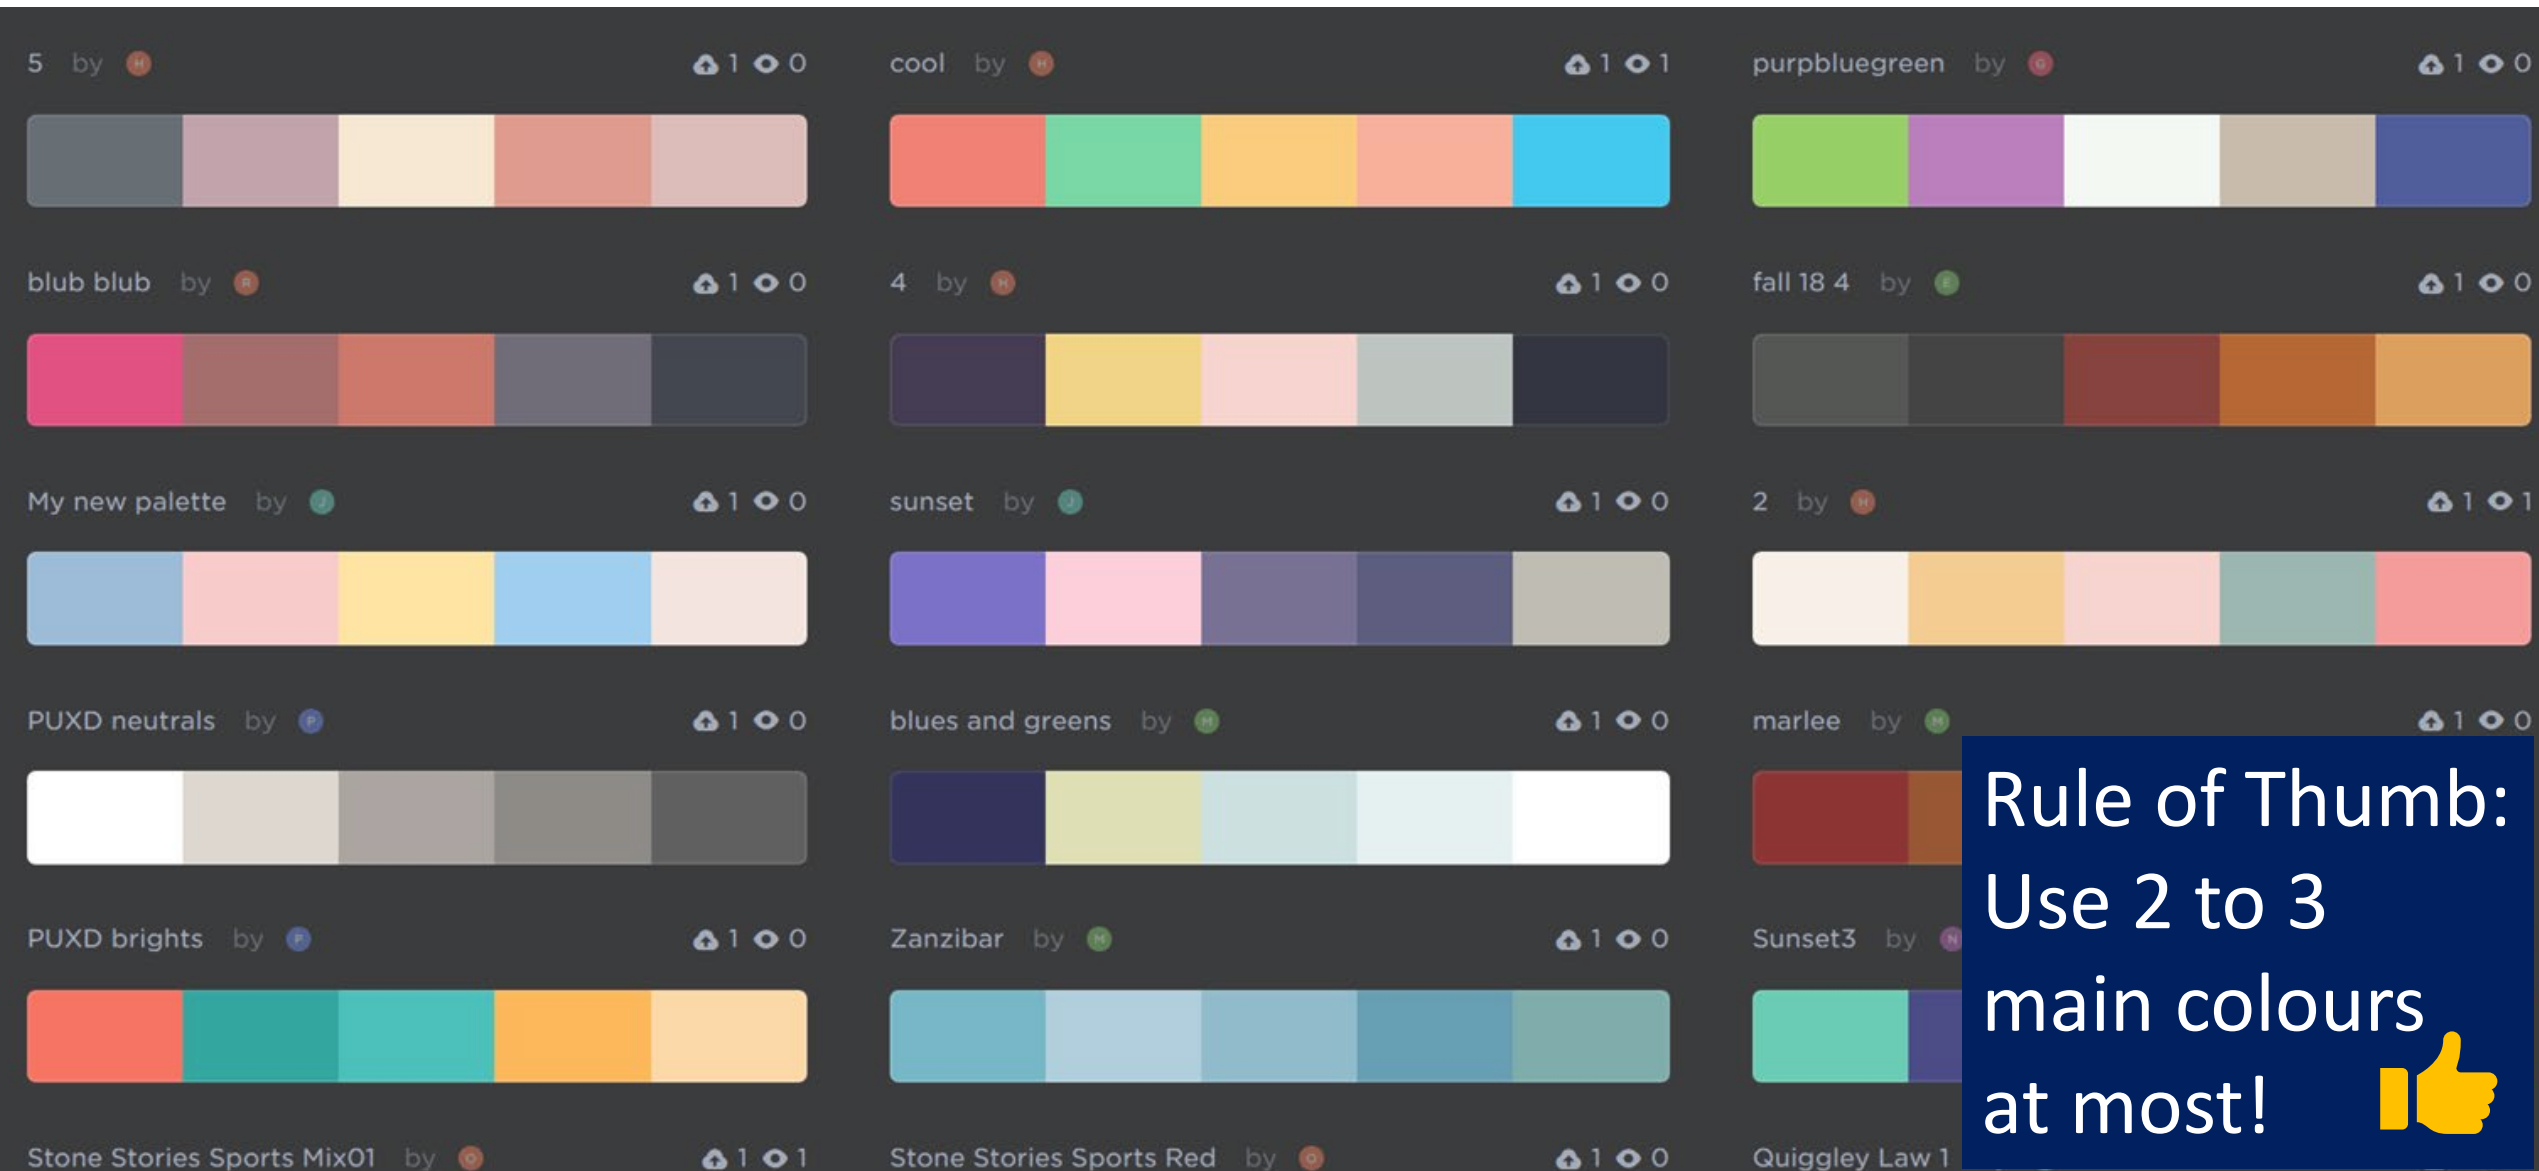 5 by H 1 0
cool by H 1 1
purpbluegreen by G 1 0
blub blub by R 1 0
4 by H 1 0
fall 18 4 by E 1 0
My new palette by J 1 0
sunset by J 1 0
2 by H 1 1
PUXD neutrals by P 1 0
blues and greens by M 1 0
marlee by M 1 0
PUXD brights by P 1 0
Zanzibar by M 1 0
Sunset3 by N
Stone Stories Sports Mix01 by O 1 1
Stone Stories Sports Red by O 1 0
Quiggley Law 1
Rule of Thumb:
Use 2 to 3
main colours
at most!